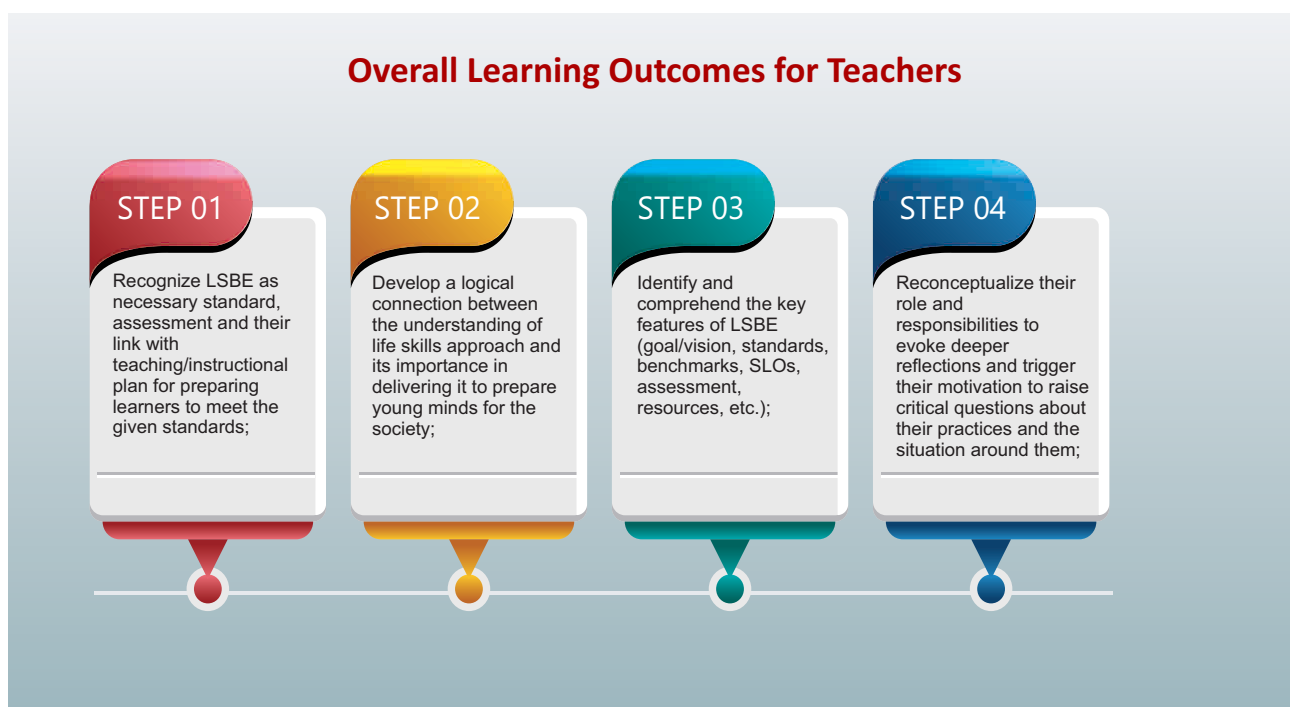 Overall Learning Outcomes for Teachers
STEP 01
Recognize LSBE as
necessary standard,
assessment and their
link with
teaching/instructional
plan for preparing
learners to meet the
given standards;
STEP 02
Develop a logical
connection between
the understanding of
life skills approach and
its importance in
delivering it to prepare
young minds for the
society;
STEP 03
Identify and
comprehend the key
features of LSBE
(goal/vision, standards,
benchmarks, SLOs,
assessment,
resources, etc.);
STEP 04
Reconceptualize their
role and
responsibilities to
evoke deeper
reflections and trigger
their motivation to raise
critical questions about
their practices and the
situation around them;